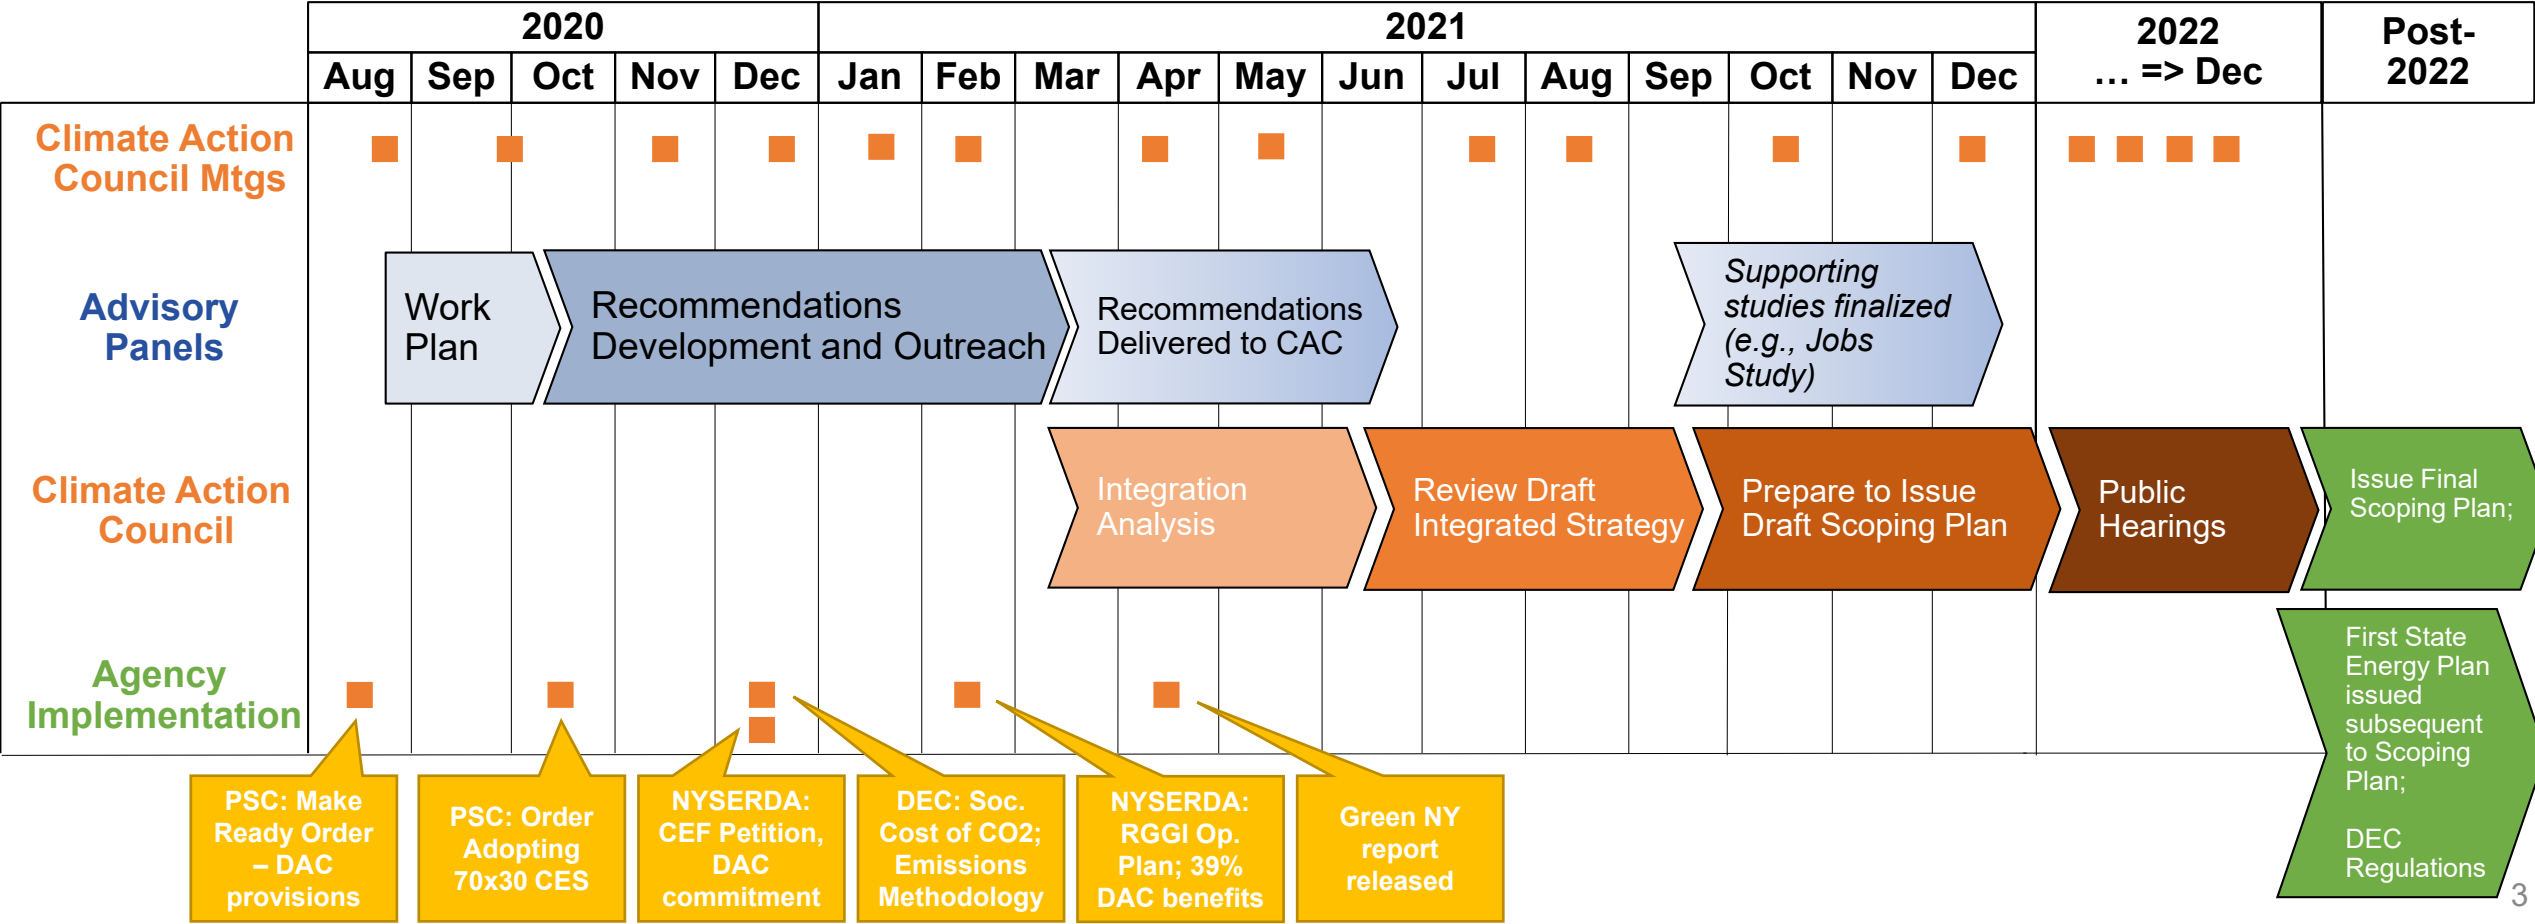 2020
2021
2022
… => Dec
Post-
2022
Aug
Sep
Oct
Nov
Dec
Jan
Feb
Mar
Apr
May
Jun
Jul
Aug
Sep
Oct
Nov
Dec
Climate Action
Council Mtgs
Advisory
Panels
Work
Plan
Recommendations
Development and Outreach
Recommendations
Delivered to CAC
Supporting
studies finalized
(e.g., Jobs
Study)
Climate Action
Council
Integration
Analysis
Review Draft
Integrated Strategy
Prepare to Issue
Draft Scoping Plan
Public
Hearings
Issue Final
Scoping Plan;
Agency
Implementation
First State
Energy Plan
issued
subsequent
to Scoping
Plan;
DEC
Regulations
PSC: Make
Ready Order
– DAC
provisions
PSC: Order
Adopting
70x30 CES
NYSERDA:
CEF Petition,
DAC
commitment
DEC: Soc.
Cost of CO2;
Emissions
Methodology
NYSERDA:
RGGI Op.
Plan; 39%
DAC benefits
Green NY
report
released
3